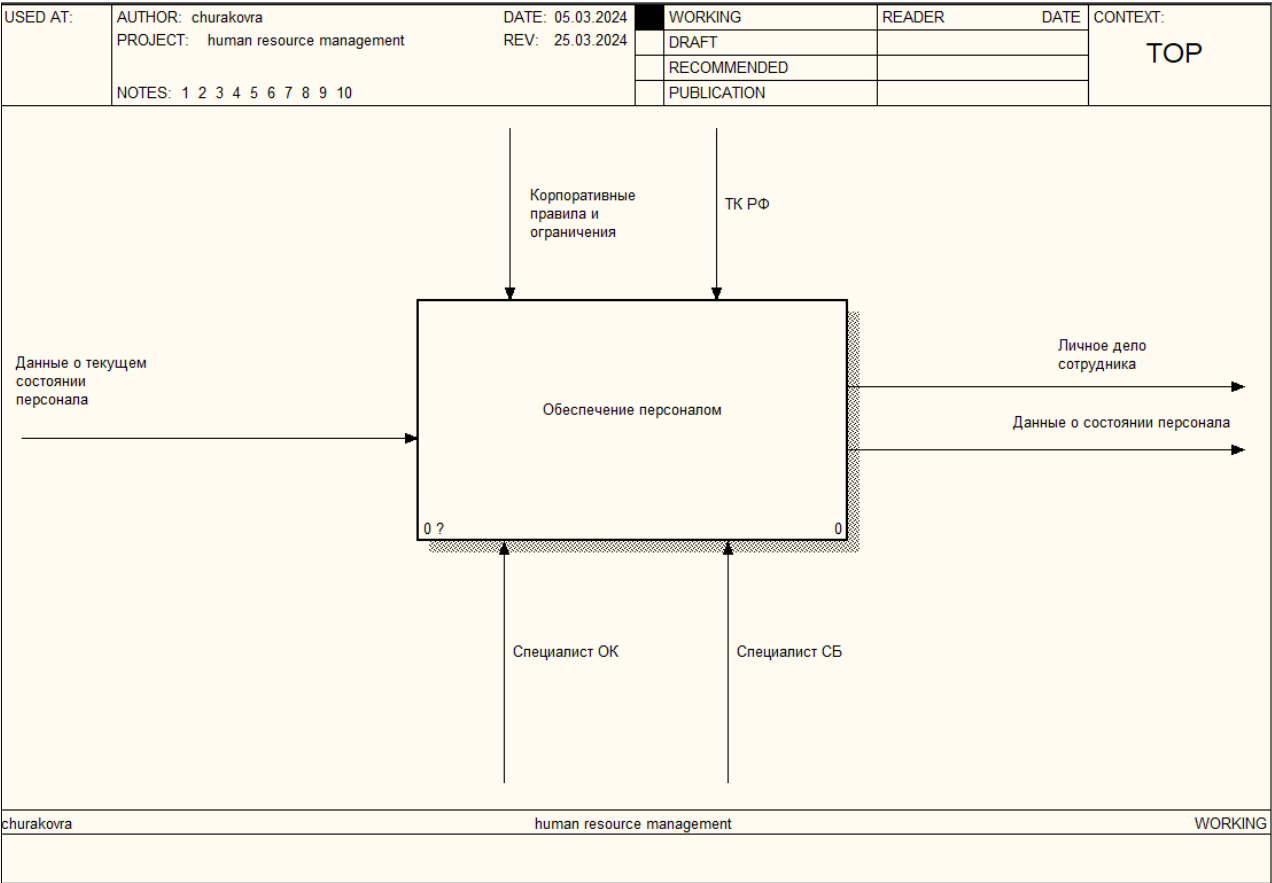 USED AT:
AUTHOR: churakovra
DATE: 05.03.2024
WORKING
READER
DATE
CONTEXT:
PROJECT: human resource management
REV: 25.03.2024
DRAFT
TOP
RECOMMENDED
NOTES: 1 2 3 4 5 6 7 8 9 10
PUBLICATION
Корпоративные
правила и
ограничения
ТК РФ
Данные о текущем
состоянии
персонала
Обеспечение персоналом
Личное дело
сотрудника
Данные о состоянии персонала
0 ?
0
Специалист ОК
Специалист СБ
churakovra
human resource management
WORKING